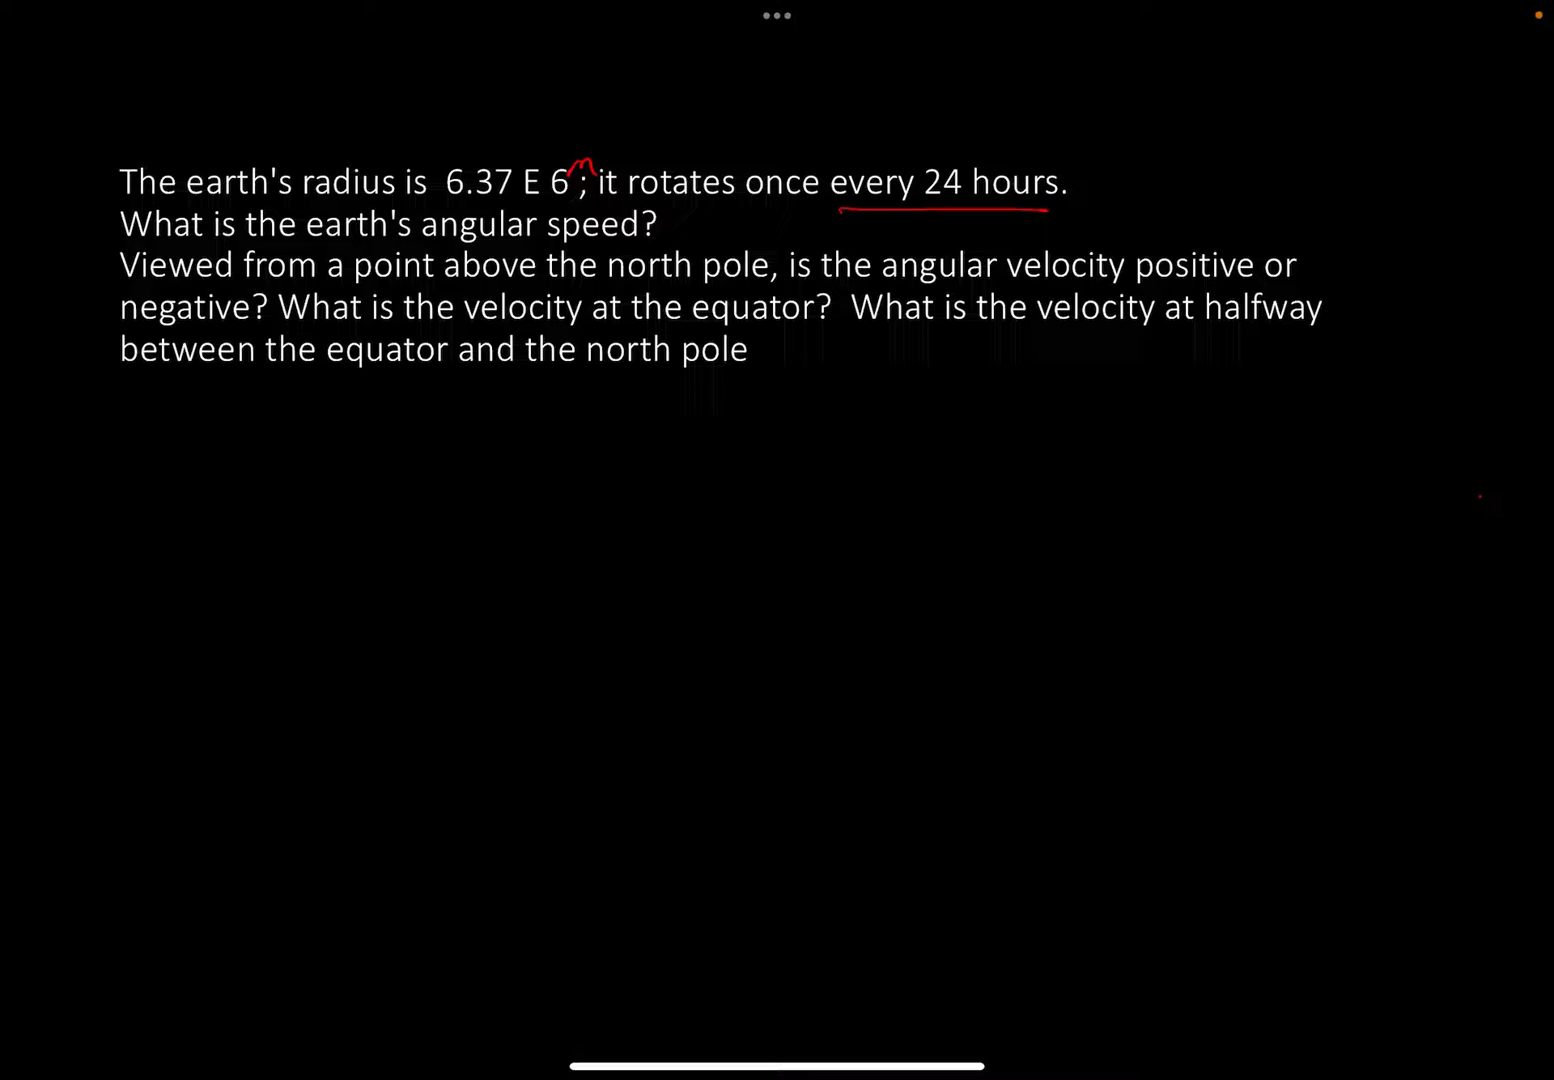 The earth's radius is 6.37 E 6 m; it rotates once every 24 hours.
What is the earth's angular speed?
Viewed from a point above the north pole, is the angular velocity positive or
negative? What is the velocity at the equator? What is the velocity at halfway
between the equator and the north pole